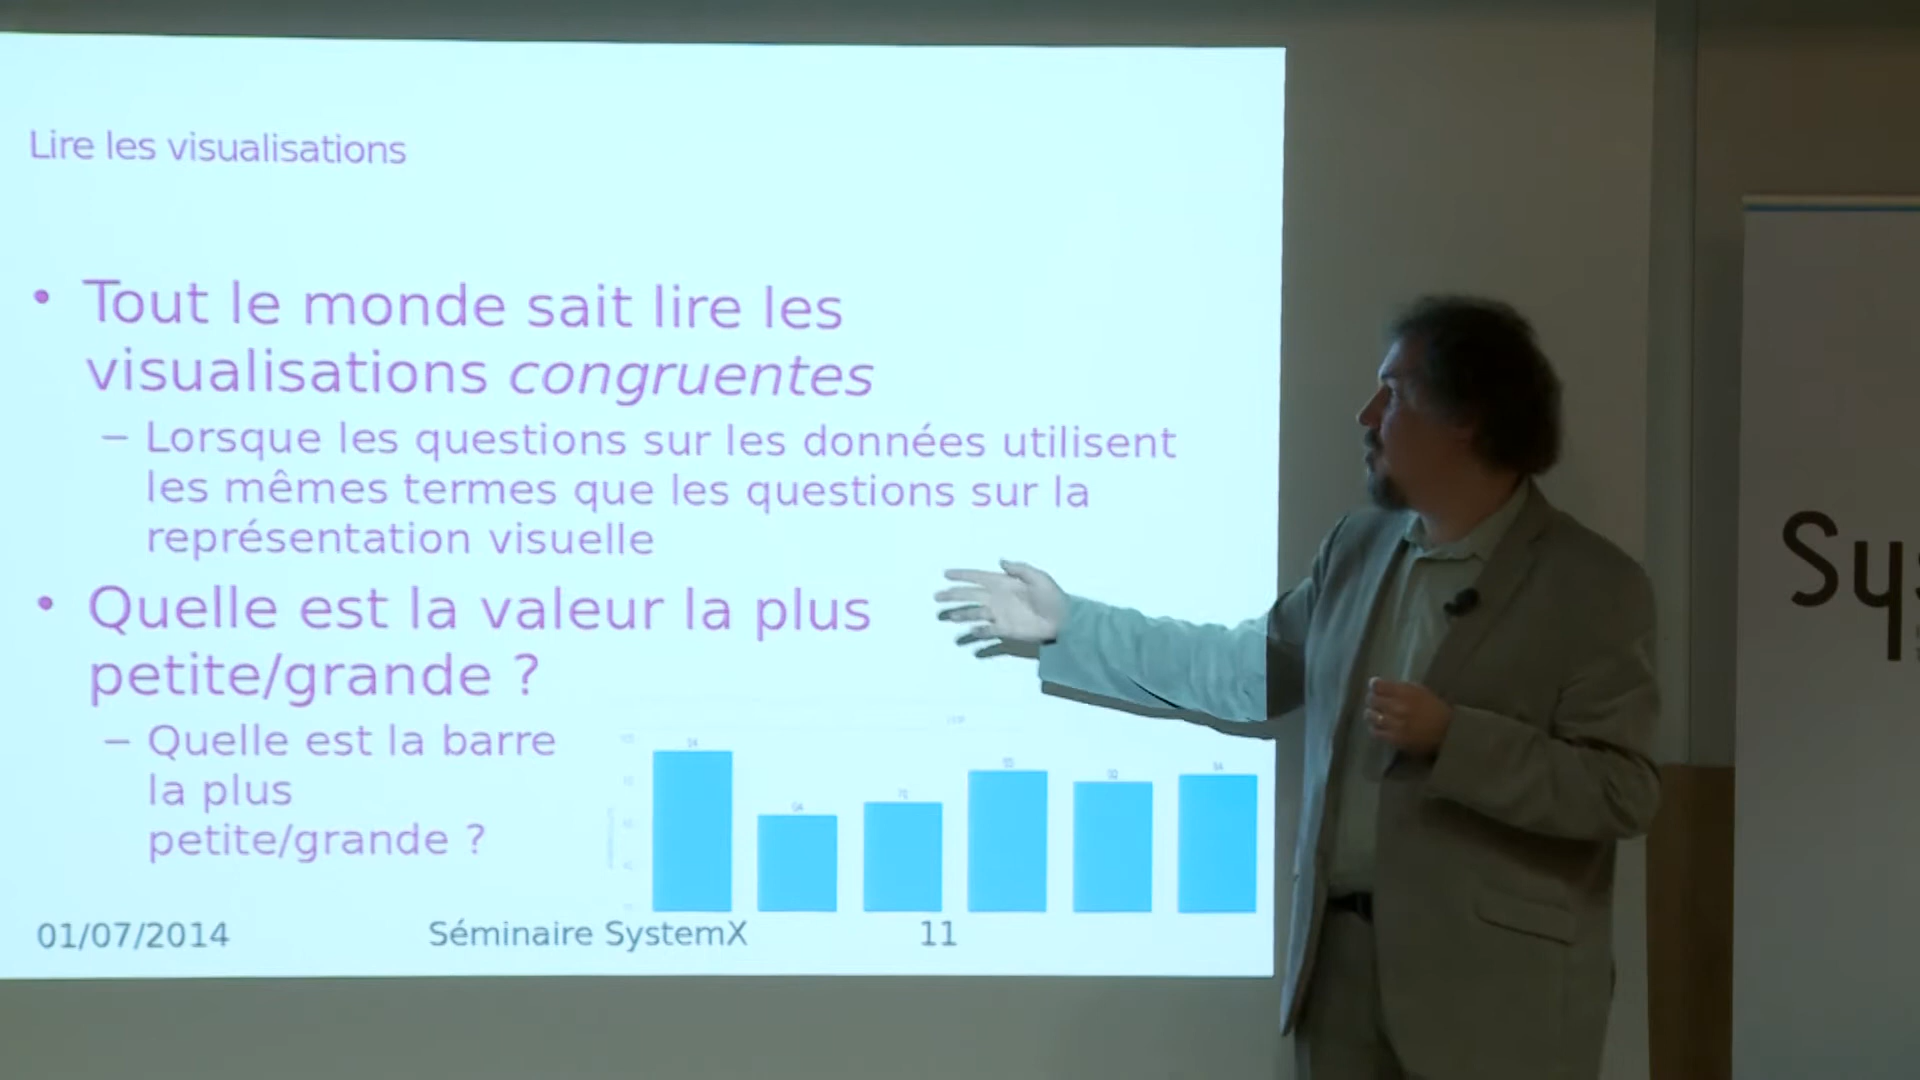 Lire les visualisations
• Tout le monde sait lire les
visualisations congruentes
– Lorsque les questions sur les données utilisent
les mêmes termes que les questions sur la
représentation visuelle
• Quelle est la valeur la plus
petite/grande ?
– Quelle est la barre
la plus
petite/grande ?
01/07/2014
Séminaire SystemX
11